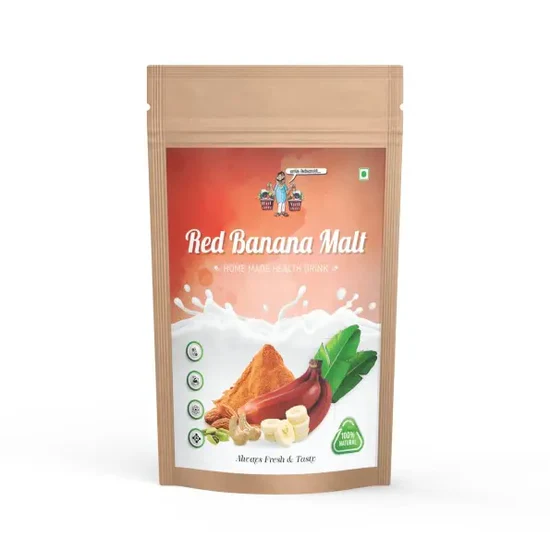 Red Banana Malt
HOME MADE HEALTH DRINK
100%
NATURAL
Always Fresh & Tasty